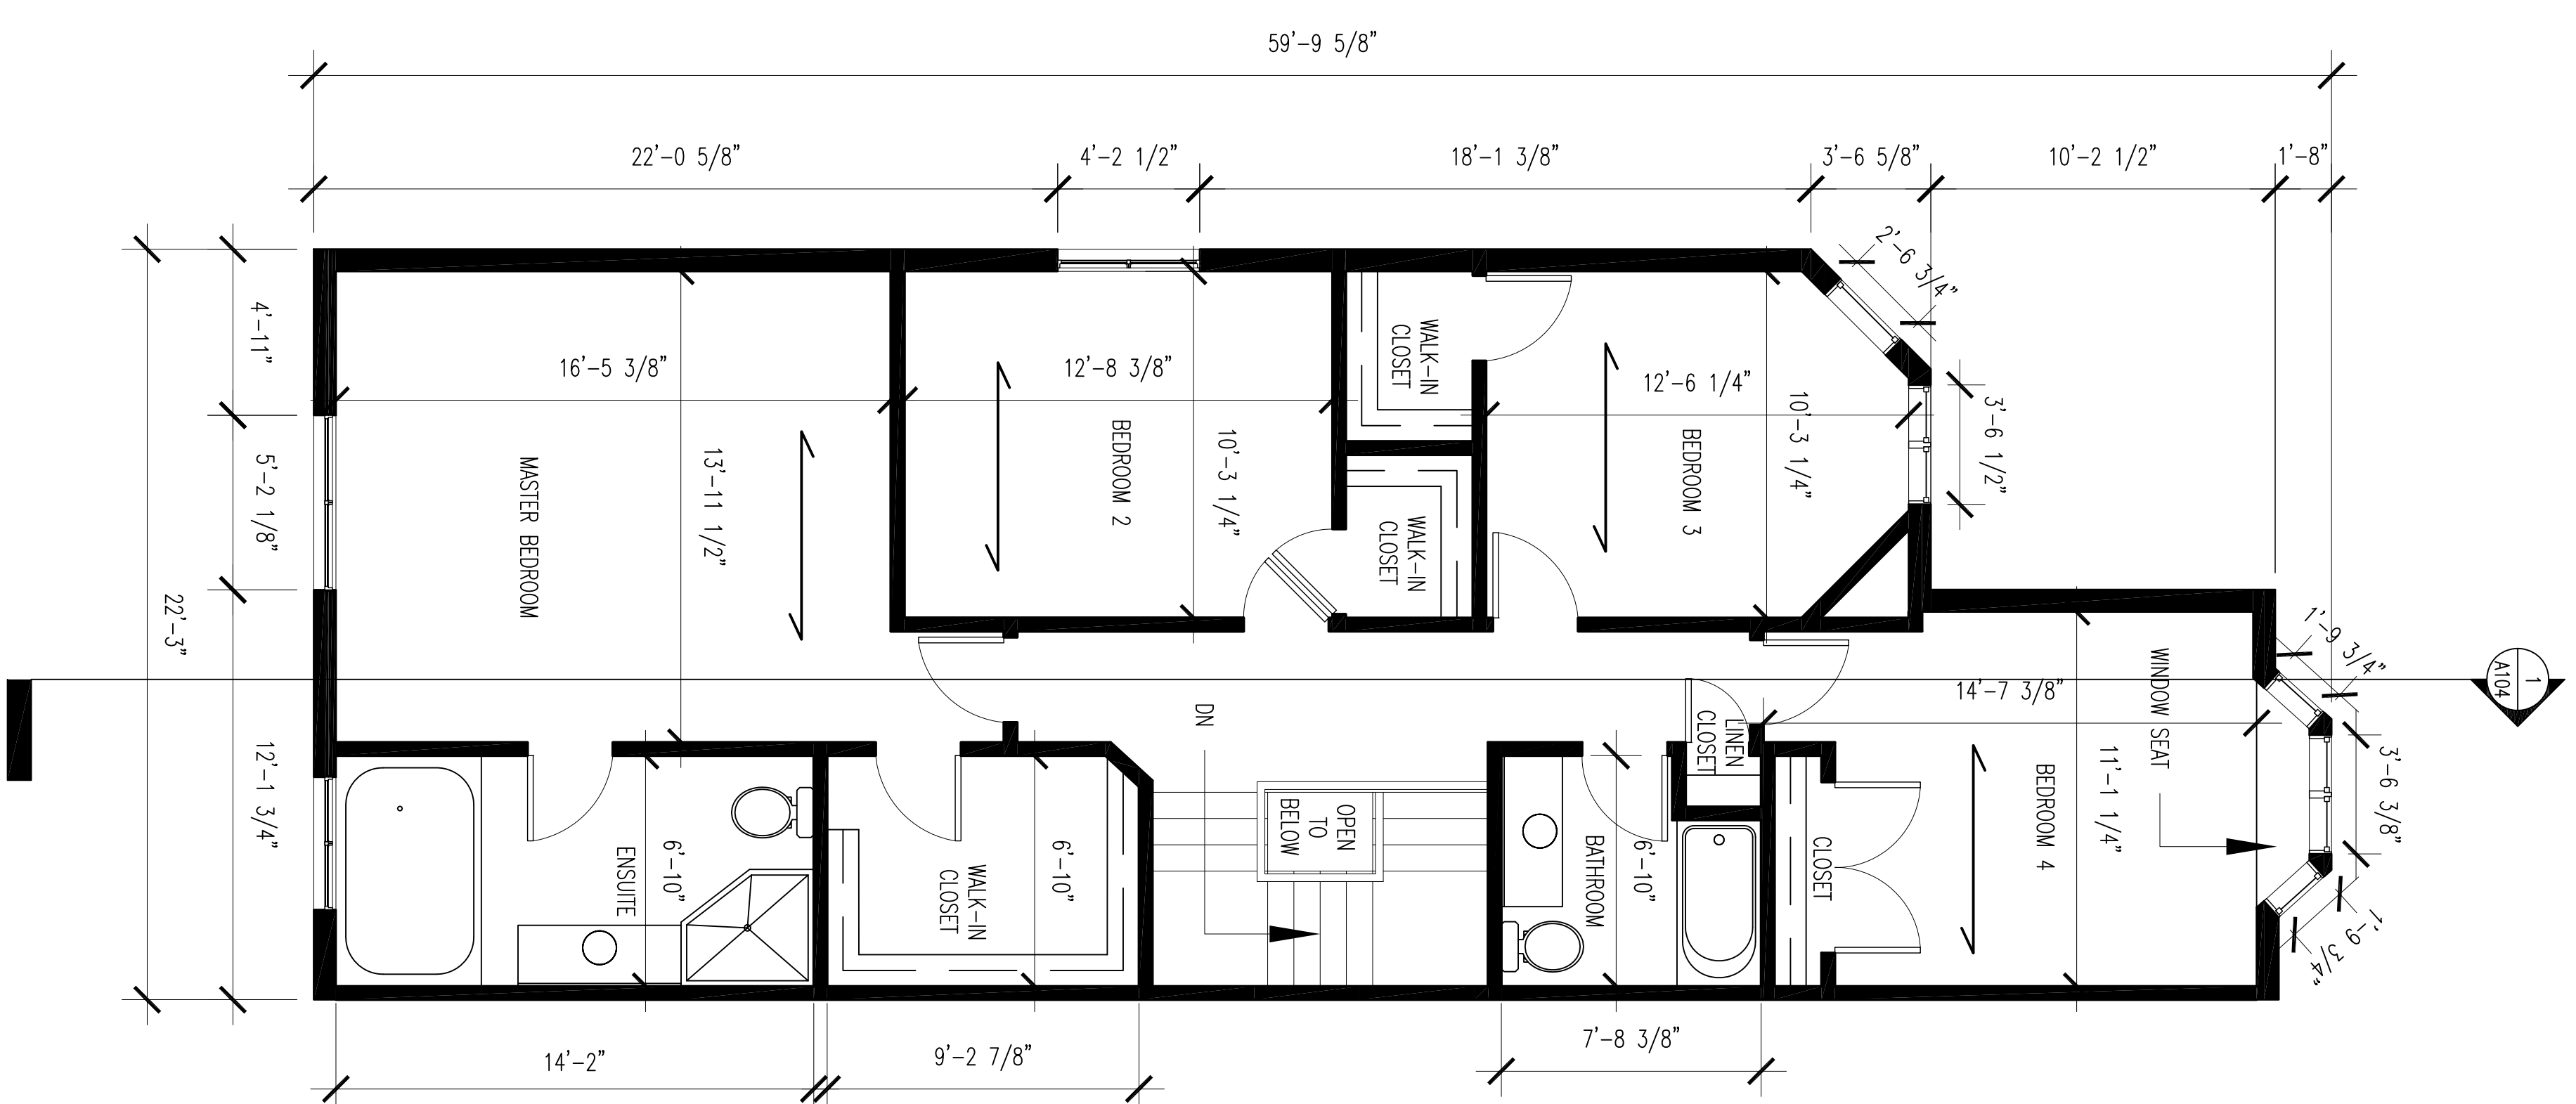 59'-9 5/8"
22'-0 5/8"
4'-2 1/2"
18'-1 3/8"
3'-6 5/8"
10'-2 1/2"
1'-8"
2'-6 3/4"
4'-11"
5'-2 1/8"
22'-3"
12'-1 3/4"
16'-5 3/8"
13'-11 1/2"
MASTER BEDROOM
12'-8 3/8"
BEDROOM 2
10'-3 1/4"
WALK-IN
CLOSET
WALK-IN
CLOSET
12'-6 1/4"
10'-3 1/4"
BEDROOM 3
3'-6 1/2"
1'-9 3/4"
WINDOW SEAT
14'-7 3/8"
1
A104
DN
LINEN
CLOSET
11'-1 1/4"
BEDROOM 4
3'-6 3/8"
1'-9 3/4"
OPEN
TO
BELOW
6'-10"
ENSUITE
WALK-IN
CLOSET
6'-10"
BATHROOM
6'-10"
CLOSET
14'-2"
9'-2 7/8"
7'-8 3/8"